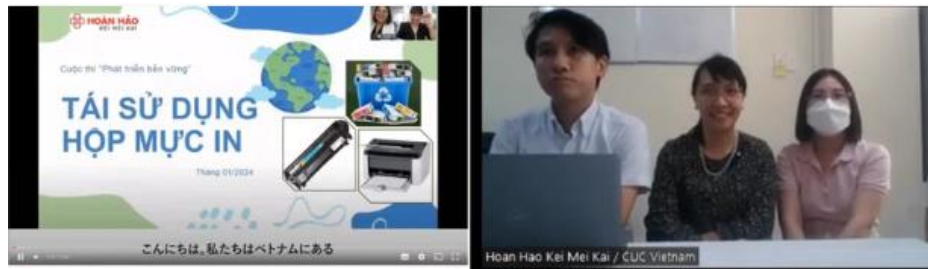 HOÀN HẢO
KEI MEI KAI
Cuộc thi "Phát triển bền vững"
TÁI SỬ DỤNG
HỘP MỰC IN
Tháng 01/2024
こんにちは。私たちはベトナムにある
Hoan Hao Kei Mei Kai / CUC Vietnam